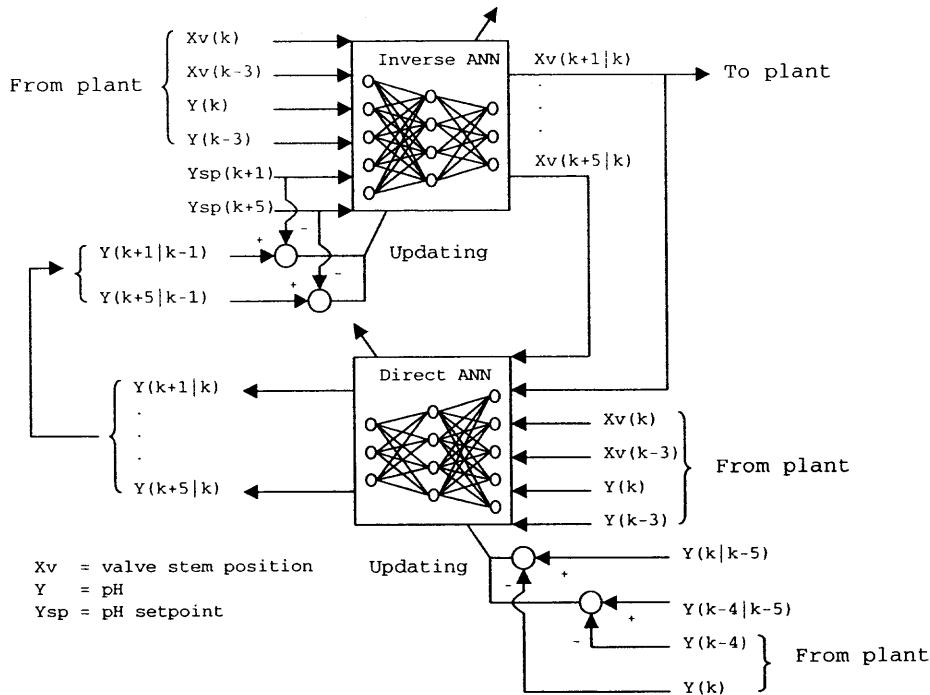 Xv(k)
Inverse ANN
Xv(k+1|k)
Xv(k-3)
To plant
From plant
Y(k)
Y(k-3)
Xv(k+5|k)
Ysp(k+1)
Ysp(k+5)
-
+
Y(k+1|k-1)
Updating
-
+
Y(k+5|k-1)
Direct ANN
Y(k+1|k)
Xv(k)
Xv(k-3)
From plant
Y(k)
Y(k+5|k)
Y(k-3)
Y(k|k-5)
Xv = valve stem position
Updating
+
-
Y = pH
Y(k-4|k-5)
Ysp = pH setpoint
+
-
Y(k-4)
From plant
Y(k)